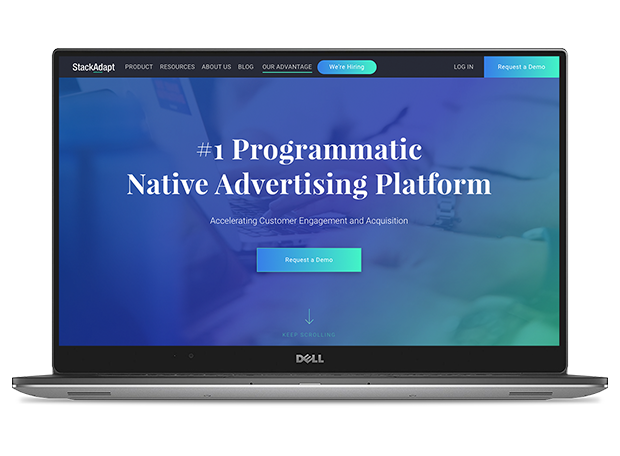 StackAdapt PRODUCT RESOURCES ABOUT US BLOG OUR ADVANTAGE We're Hiring LOG IN Request a Demo
#1 Programmatic
Native Advertising Platform
Accelerating Customer Engagement and Acquisition
Request a Demo
KEEP SCROLLING
DELL